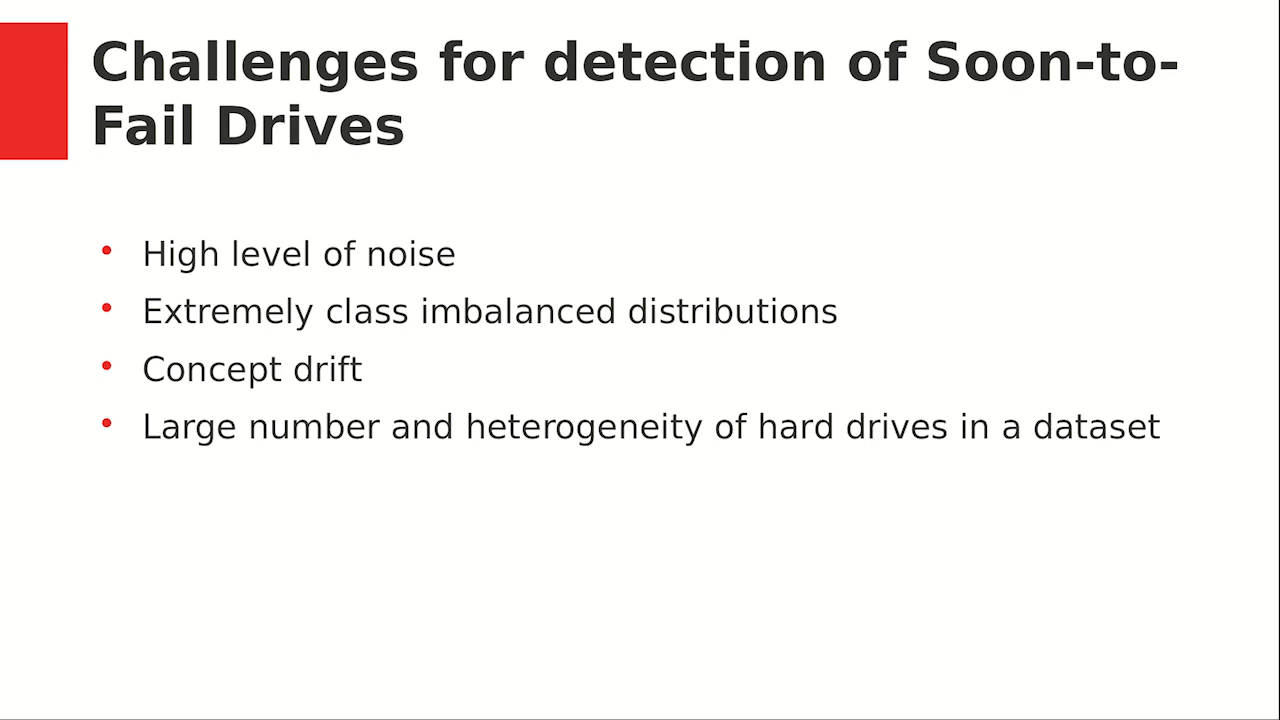 Challenges for detection of Soon-to-
Fail Drives
• High level of noise
• Extremely class imbalanced distributions
• Concept drift
• Large number and heterogeneity of hard drives in a dataset